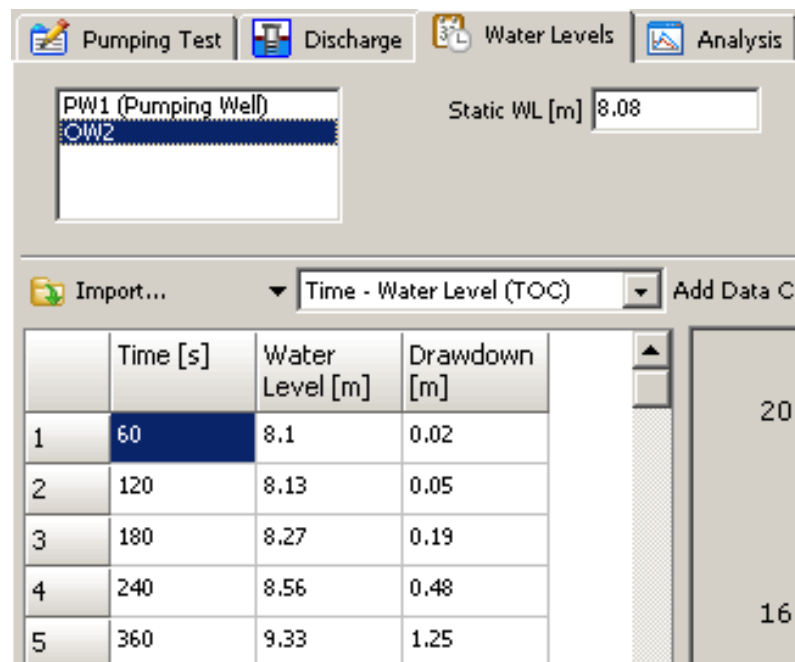 Pumping Test Discharge Water Levels Analysis
PW1 (Pumping Well)
OW2
Static WL [m] 8.08
Import... Time - Water Level (TOC) Add Data C
Time [s] Water Level [m] Drawdown [m]
1 60 8.1 0.02
2 120 8.13 0.05
3 180 8.27 0.19
4 240 8.56 0.48
5 360 9.33 1.25
20
16